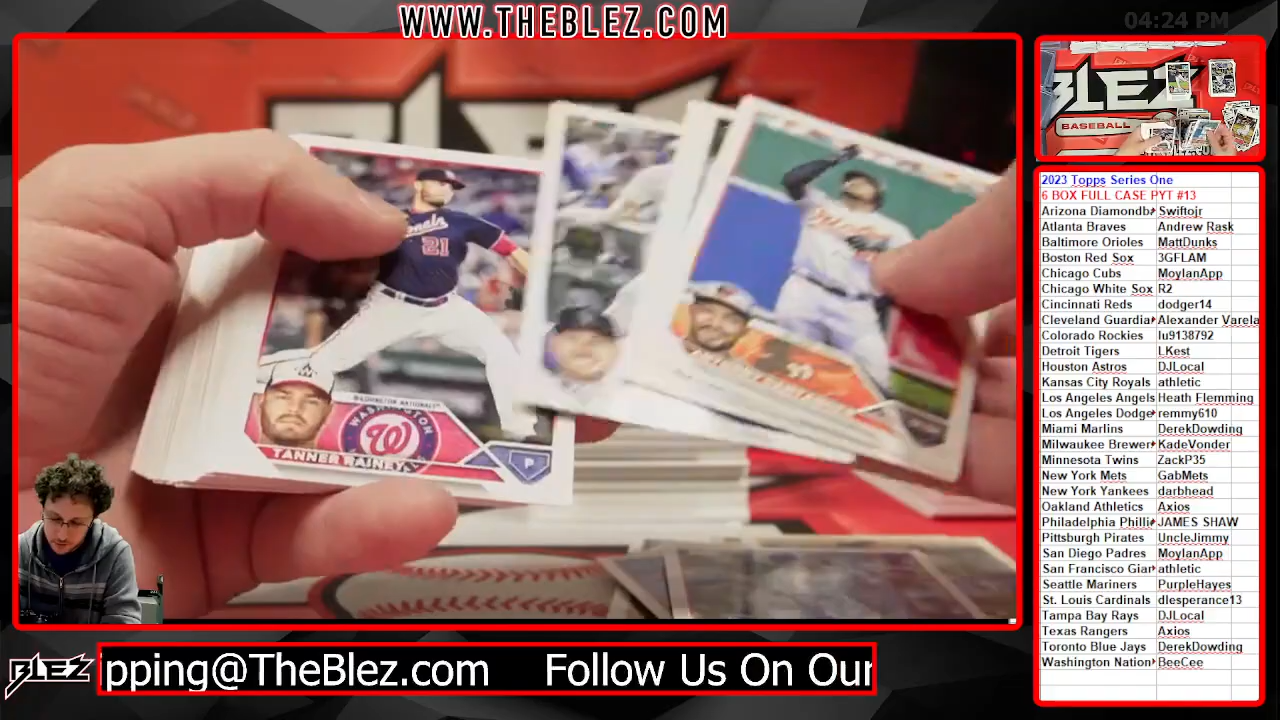 WWW.THEBLEZ.COM
04:24 PM
BLEZ
BASEBALL
21
WASHINGTON NATIONALS
WASHINGTON
W
TANNER RAINEY
P
2023 Topps Series One
6 BOX FULL CASE PYT #13
Arizona Diamondb Swiftojr
Atlanta Braves Andrew Rask
Baltimore Orioles MattDunks
Boston Red Sox 3GFLAM
Chicago Cubs MoylanApp
Chicago White Sox R2
Cincinnati Reds dodger14
Cleveland Guardia Alexander Varela
Colorado Rockies lu9138792
Detroit Tigers LKest
Houston Astros DJLocal
Kansas City Royals athletic
Los Angeles Angels Heath Flemming
Los Angeles Dodge remmy610
Miami Marlins DerekDowding
Milwaukee Brewer KadeVonder
Minnesota Twins ZackP35
New York Mets GabMets
New York Yankees darbhead
Oakland Athletics Axios
Philadelphia Philli JAMES SHAW
Pittsburgh Pirates UncleJimmy
San Diego Padres MoylanApp
San Francisco Gian athletic
Seattle Mariners PurpleHayes
St. Louis Cardinals dlesperance13
Tampa Bay Rays DJLocal
Texas Rangers Axios
Toronto Blue Jays DerekDowding
Washington Nation BeeCee
BLEZ
pping@TheBlez.com Follow Us On Our